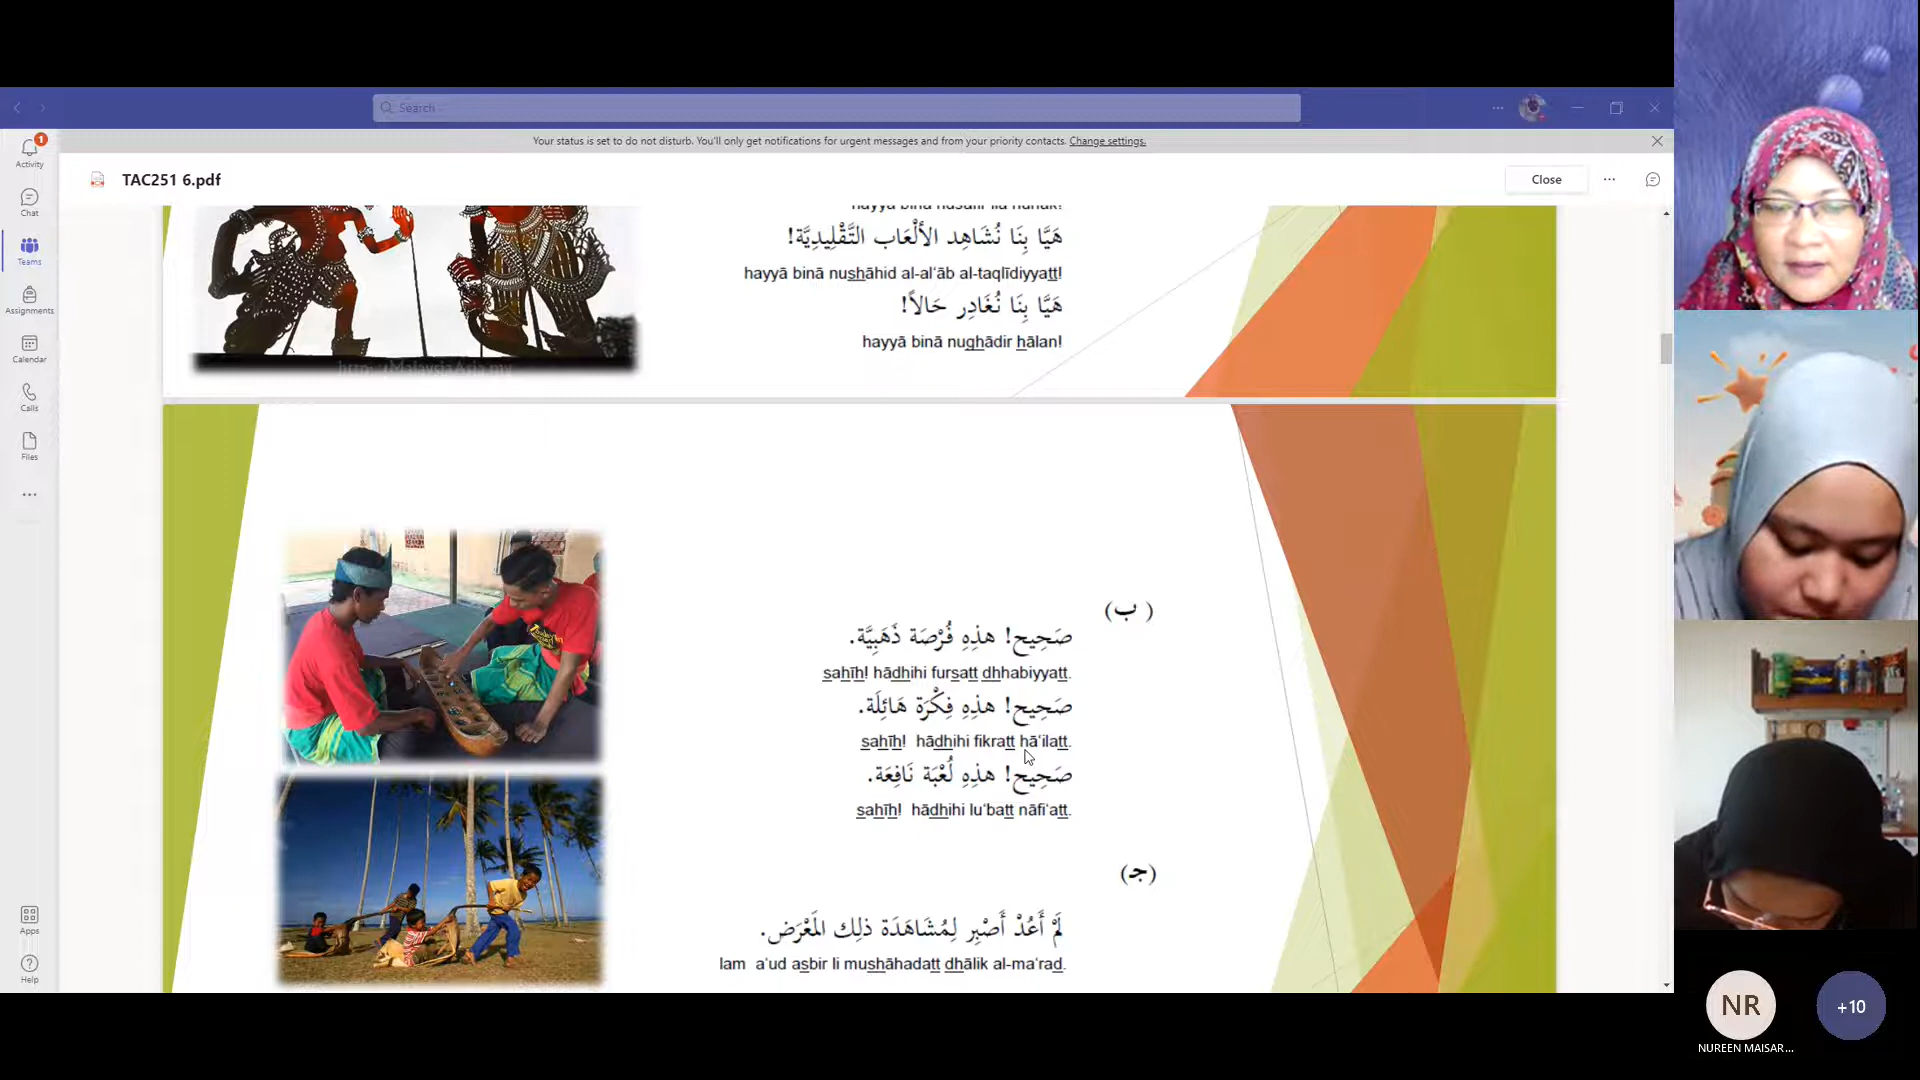 Search
Your status is set to do not disturb. You'll only get notifications for urgent messages and from your priority contacts. Change settings.
1
Activity
Chat
Teams
Assignments
Calendar
Calls
Files
Apps
Help
TAC251 6.pdf
Close
هَيَّا بِنَا نُشَاهِد الأَلْعَاب التَّقْلِيدِيَّة!
hayyā binā nushāhid al-al‘āb al-taqlīdiyyatt!
هَيَّا بِنَا نُغَادِر حَالاً!
hayyā binā nughādir hālan!
(ب)
صَحِيح! هذِهِ فُرْصَة ذَهَبِيَّة.
sahīh! hādhihi fursatt dhhabiyyatt.
صَحِيح! هذِهِ فِكْرَة هَائِلَة.
sahīh! hādhihi fikratt hā‘ilatt.
صَحِيح! هذِهِ لُعْبَة نَافِعَة.
sahīh! hādhihi lu‘batt nāfi‘att.
(جـ)
لَمْ أَعُدْ أَصْبِر لِمُشَاهَدَة ذلِك المَعْرَض.
lam a‘ud asbir li mushāhadatt dhālik al-ma‘rad.
NR
+10
NUREEN MAISAR...